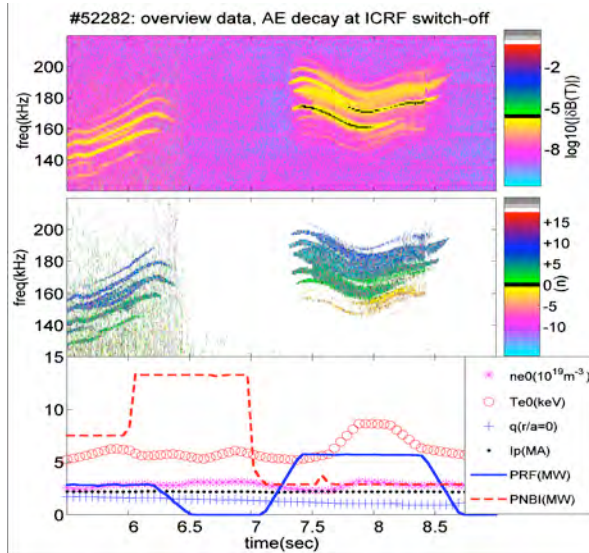 #52282: overview data, AE decay at ICRF switch-off
220
200
180
160
140
freq(kHz)
-2
-5
-8
log10(|δB(T)|)
200
180
160
140
freq(kHz)
+15
+10
+5
0
-5
-10
(n)
15
10
5
0
6
6.5
7
7.5
8
8.5
time(sec)
ne0(10^19m^-3)
Te0(keV)
q(r/a=0)
Ip(MA)
PRF(MW)
PNBI(MW)